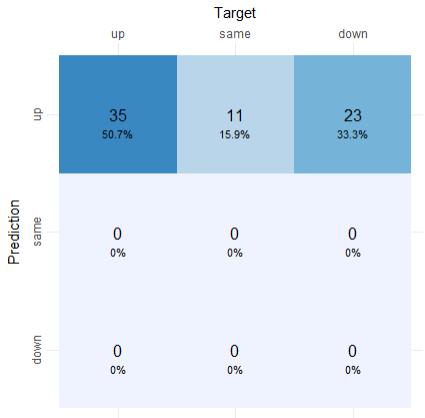 Target
up same down
up
35 11 23
50.7% 15.9% 33.3%
Prediction
same
0 0 0
0% 0% 0%
down
0 0 0
0% 0% 0%